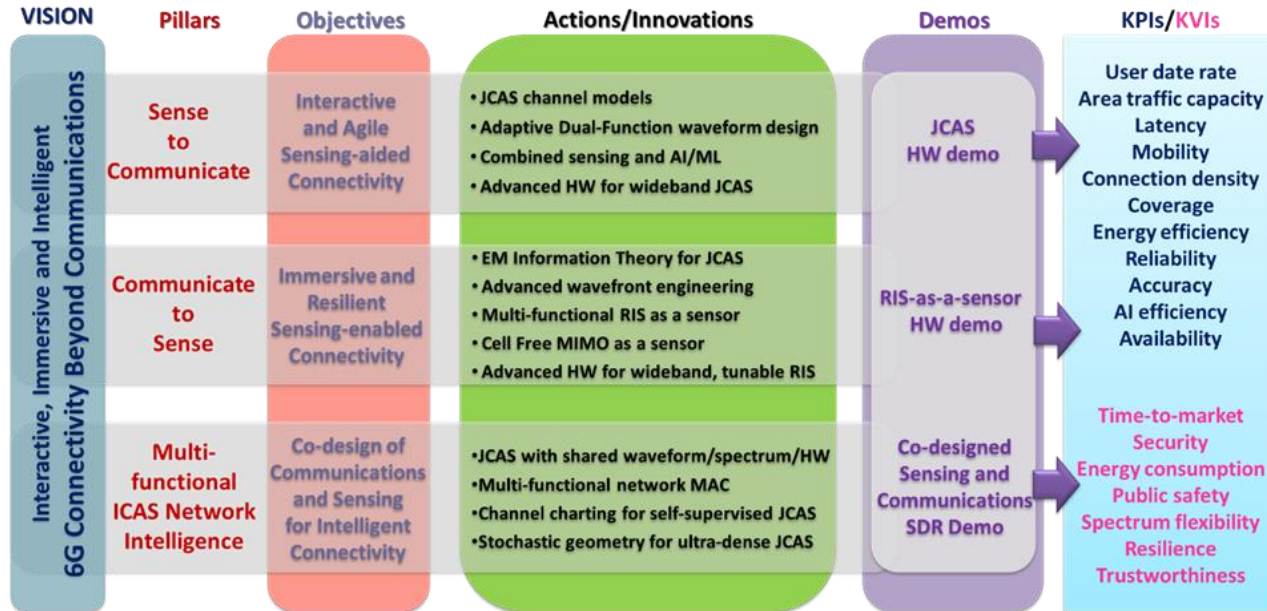 VISION
Pillars
Objectives
Actions/Innovations
Demos
KPIs/KVIs
Interactive, Immersive and Intelligent
6G Connectivity Beyond Communications
Sense
to
Communicate
Interactive
and Agile
Sensing-aided
Connectivity
• JCAS channel models
• Adaptive Dual-Function waveform design
• Combined sensing and AI/ML
• Advanced HW for wideband JCAS
JCAS
HW demo
Communicate
to
Sense
Immersive and
Resilient
Sensing-enabled
Connectivity
• EM Information Theory for JCAS
• Advanced wavefront engineering
• Multi-functional RIS as a sensor
• Cell Free MIMO as a sensor
• Advanced HW for wideband, tunable RIS
RIS-as-a-sensor
HW demo
Multi-
functional
ICAS Network
Intelligence
Co-design of
Communications
and Sensing
for Intelligent
Connectivity
• JCAS with shared waveform/spectrum/HW
• Multi-functional network MAC
• Channel charting for self-supervised JCAS
• Stochastic geometry for ultra-dense JCAS
Co-designed
Sensing and
Communications
SDR Demo
User date rate
Area traffic capacity
Latency
Mobility
Connection density
Coverage
Energy efficiency
Reliability
Accuracy
AI efficiency
Availability
Time-to-market
Security
Energy consumption
Public safety
Spectrum flexibility
Resilience
Trustworthiness